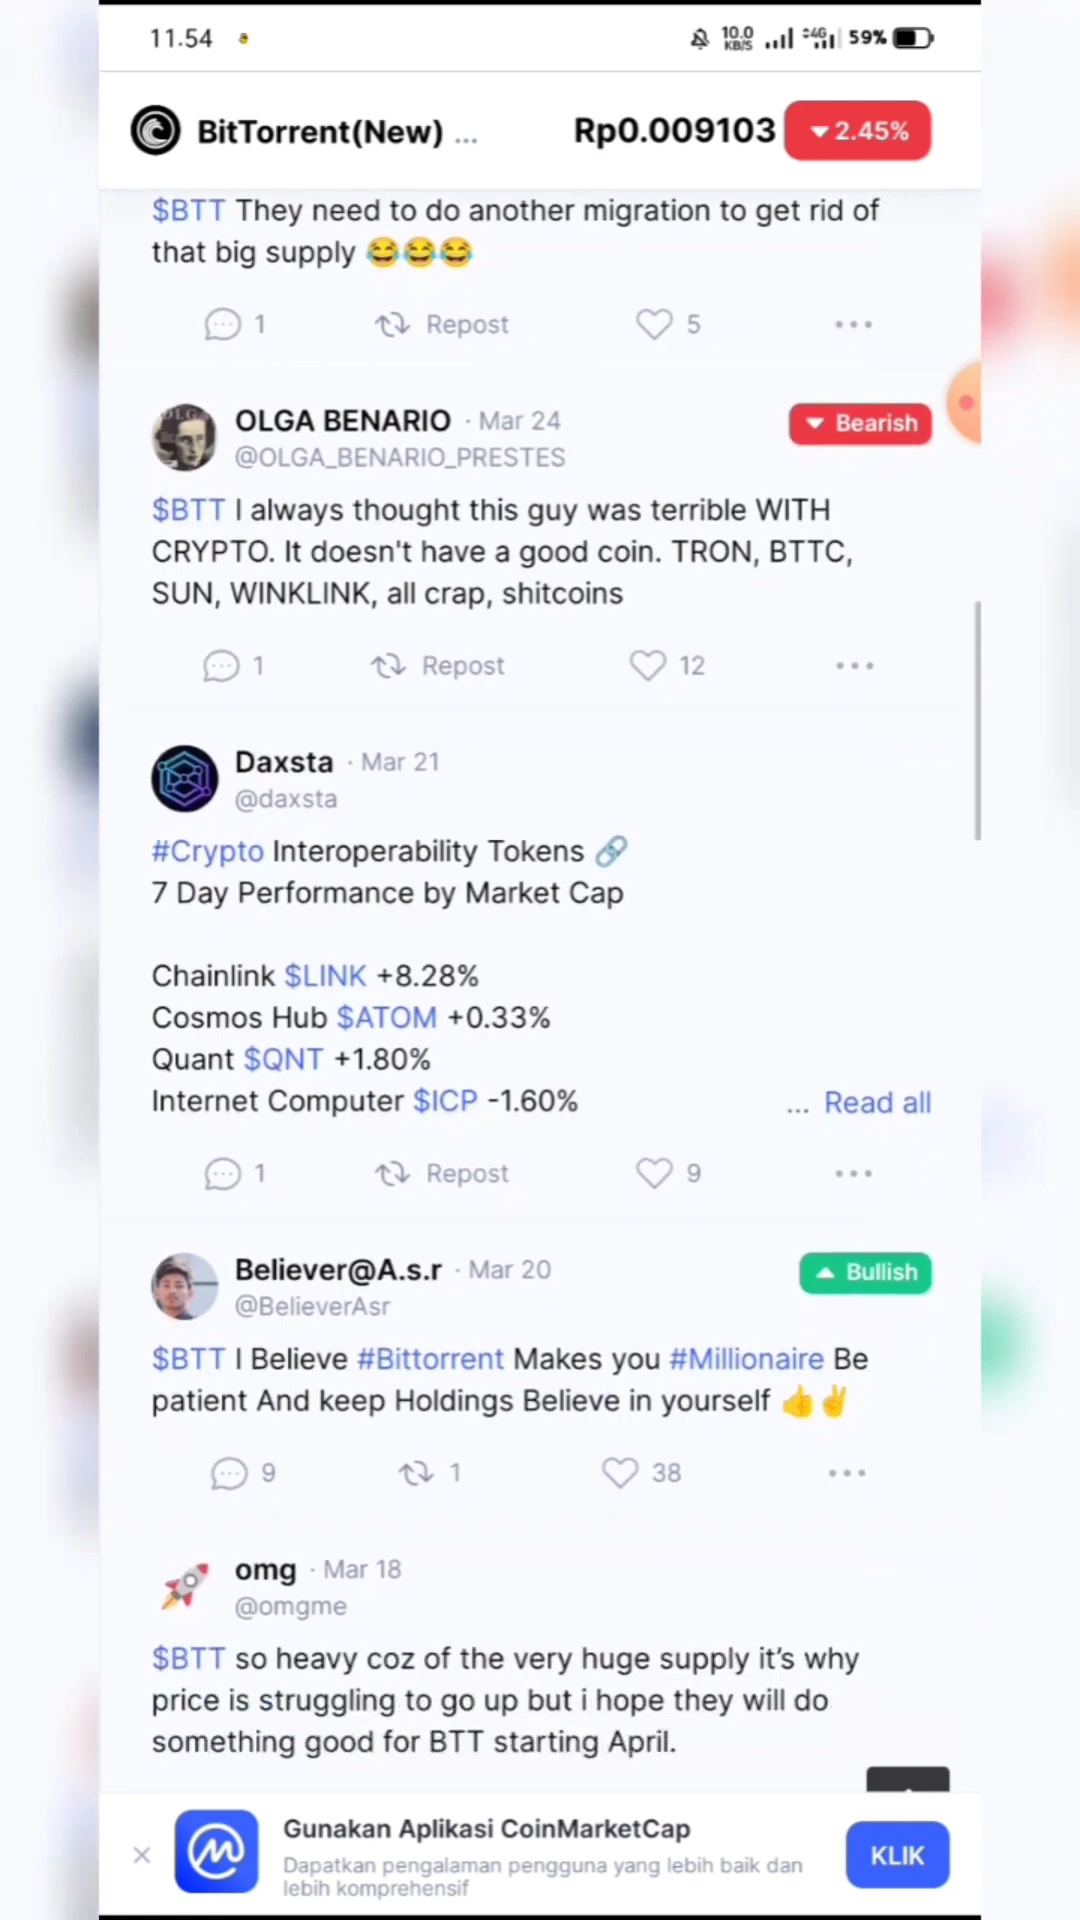 11.54
10.0
KB/S
4G
59%
BitTorrent(New) ...
Rp0.009103
2.45%
$BTT They need to do another migration to get rid of
that big supply 😂😂😂
1
Repost
5
OLGA BENARIO · Mar 24
Bearish
@OLGA_BENARIO_PRESTES
$BTT I always thought this guy was terrible WITH
CRYPTO. It doesn't have a good coin. TRON, BTTC,
SUN, WINKLINK, all crap, shitcoins
1
Repost
12
Daxsta · Mar 21
@daxsta
#Crypto Interoperability Tokens 🔗
7 Day Performance by Market Cap
Chainlink $LINK +8.28%
Cosmos Hub $ATOM +0.33%
Quant $QNT +1.80%
Internet Computer $ICP -1.60%
... Read all
1
Repost
9
Believer@A.s.r · Mar 20
Bullish
@BelieverAsr
$BTT I Believe #Bittorrent Makes you #Millionaire Be
patient And keep Holdings Believe in yourself 👍✌️
9
1
38
omg · Mar 18
@omgme
$BTT so heavy coz of the very huge supply it’s why
price is struggling to go up but i hope they will do
something good for BTT starting April.
Gunakan Aplikasi CoinMarketCap
Dapatkan pengalaman pengguna yang lebih baik dan
lebih komprehensif
KLIK